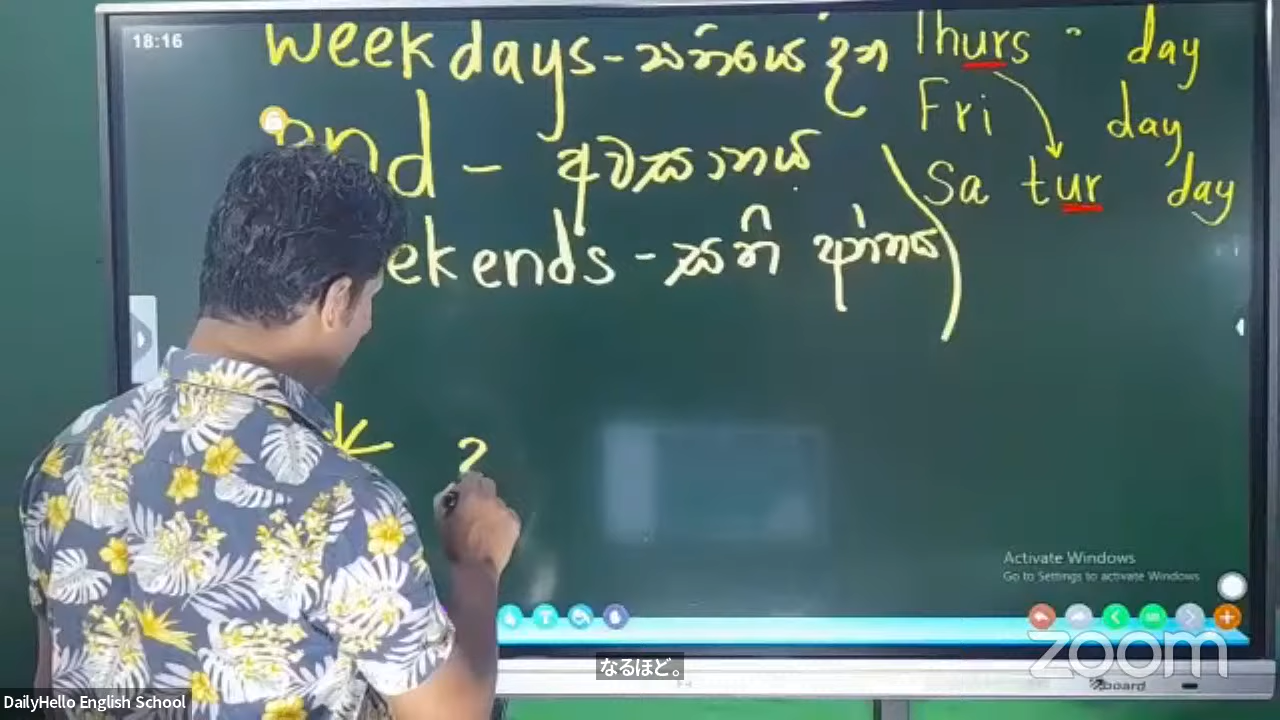 18:16
weekdays - සතියේ දින
end - අවසානය්
ekends - සති අන්තය
Thurs - day
Fri day
Sa tur day
?
Activate Windows
Go to Settings to activate Windows
zoom
なるほど。
DailyHello English School